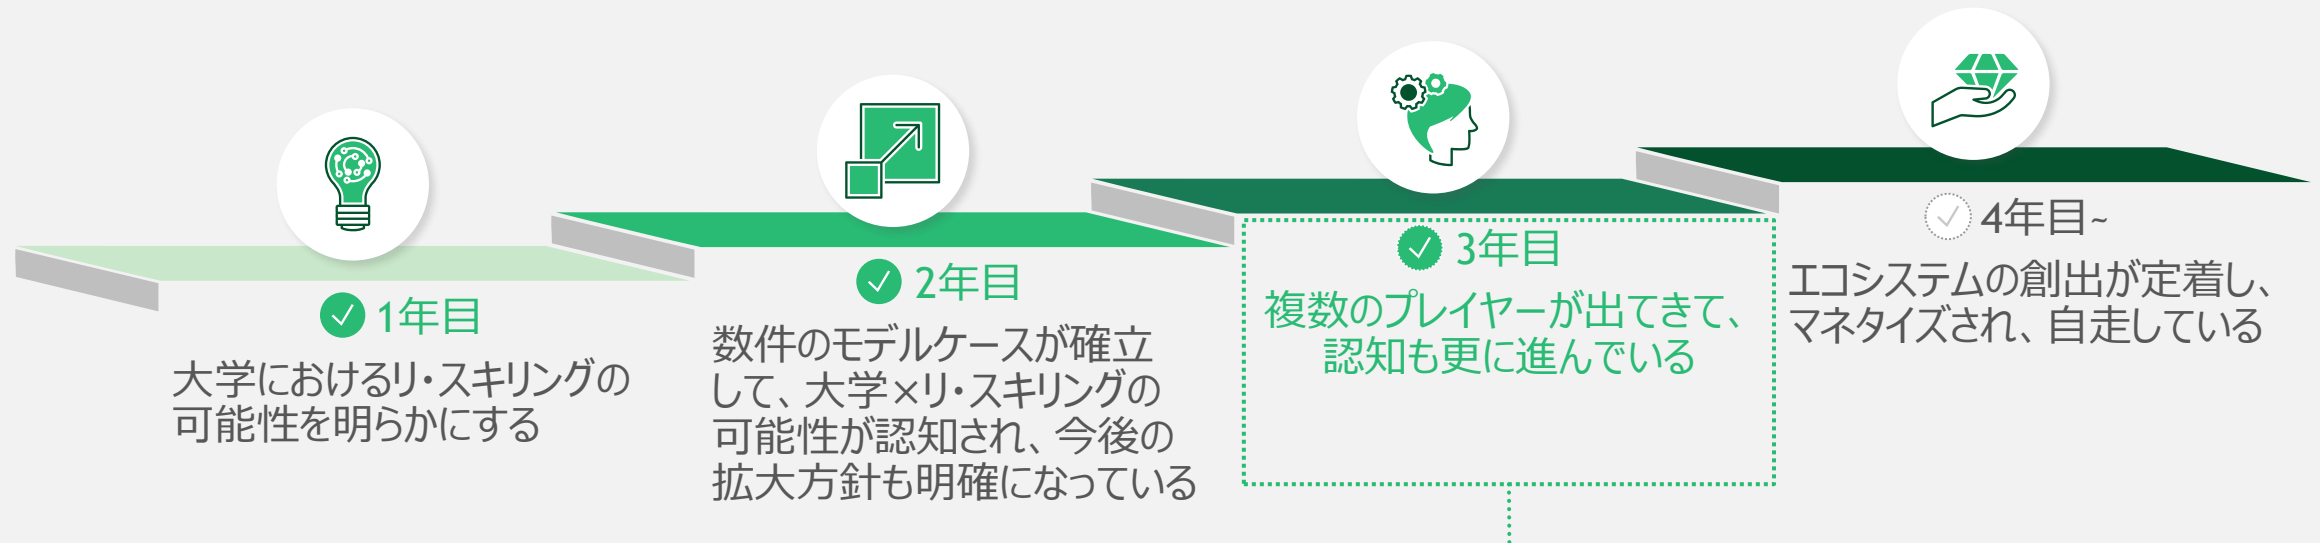 1年目
大学におけるリ・スキリングの
可能性を明らかにする
2年目
数件のモデルケースが確立
して、大学×リ・スキリングの
可能性が認知され、今後の
拡大方針も明確になっている
3年目
複数のプレイヤーが出てきて、
認知も更に進んでいる
4年目~
エコシステムの創出が定着し、
マネタイズされ、自走している